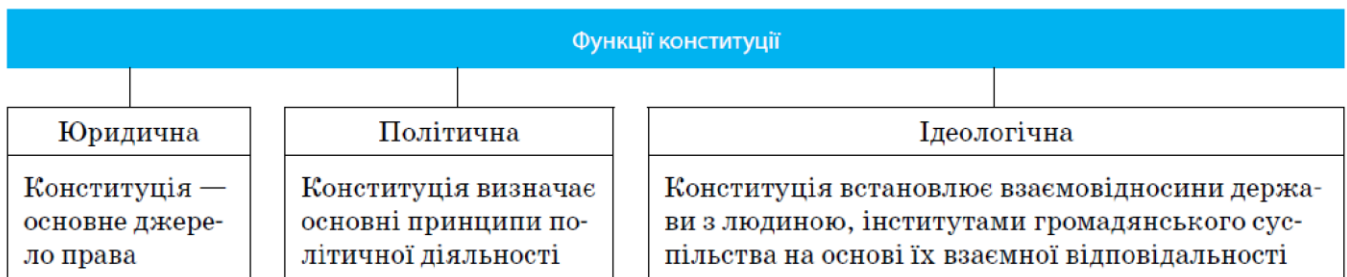 Функції конституції
Юридична
Конституція —
основне джере-
ло права
Політична
Конституція визначає
основні принципи по-
літичної діяльності
Ідеологічна
Конституція встановлює взаємовідносини держа-
ви з людиною, інститутами громадянського сус-
пільства на основі їх взаємної відповідальності